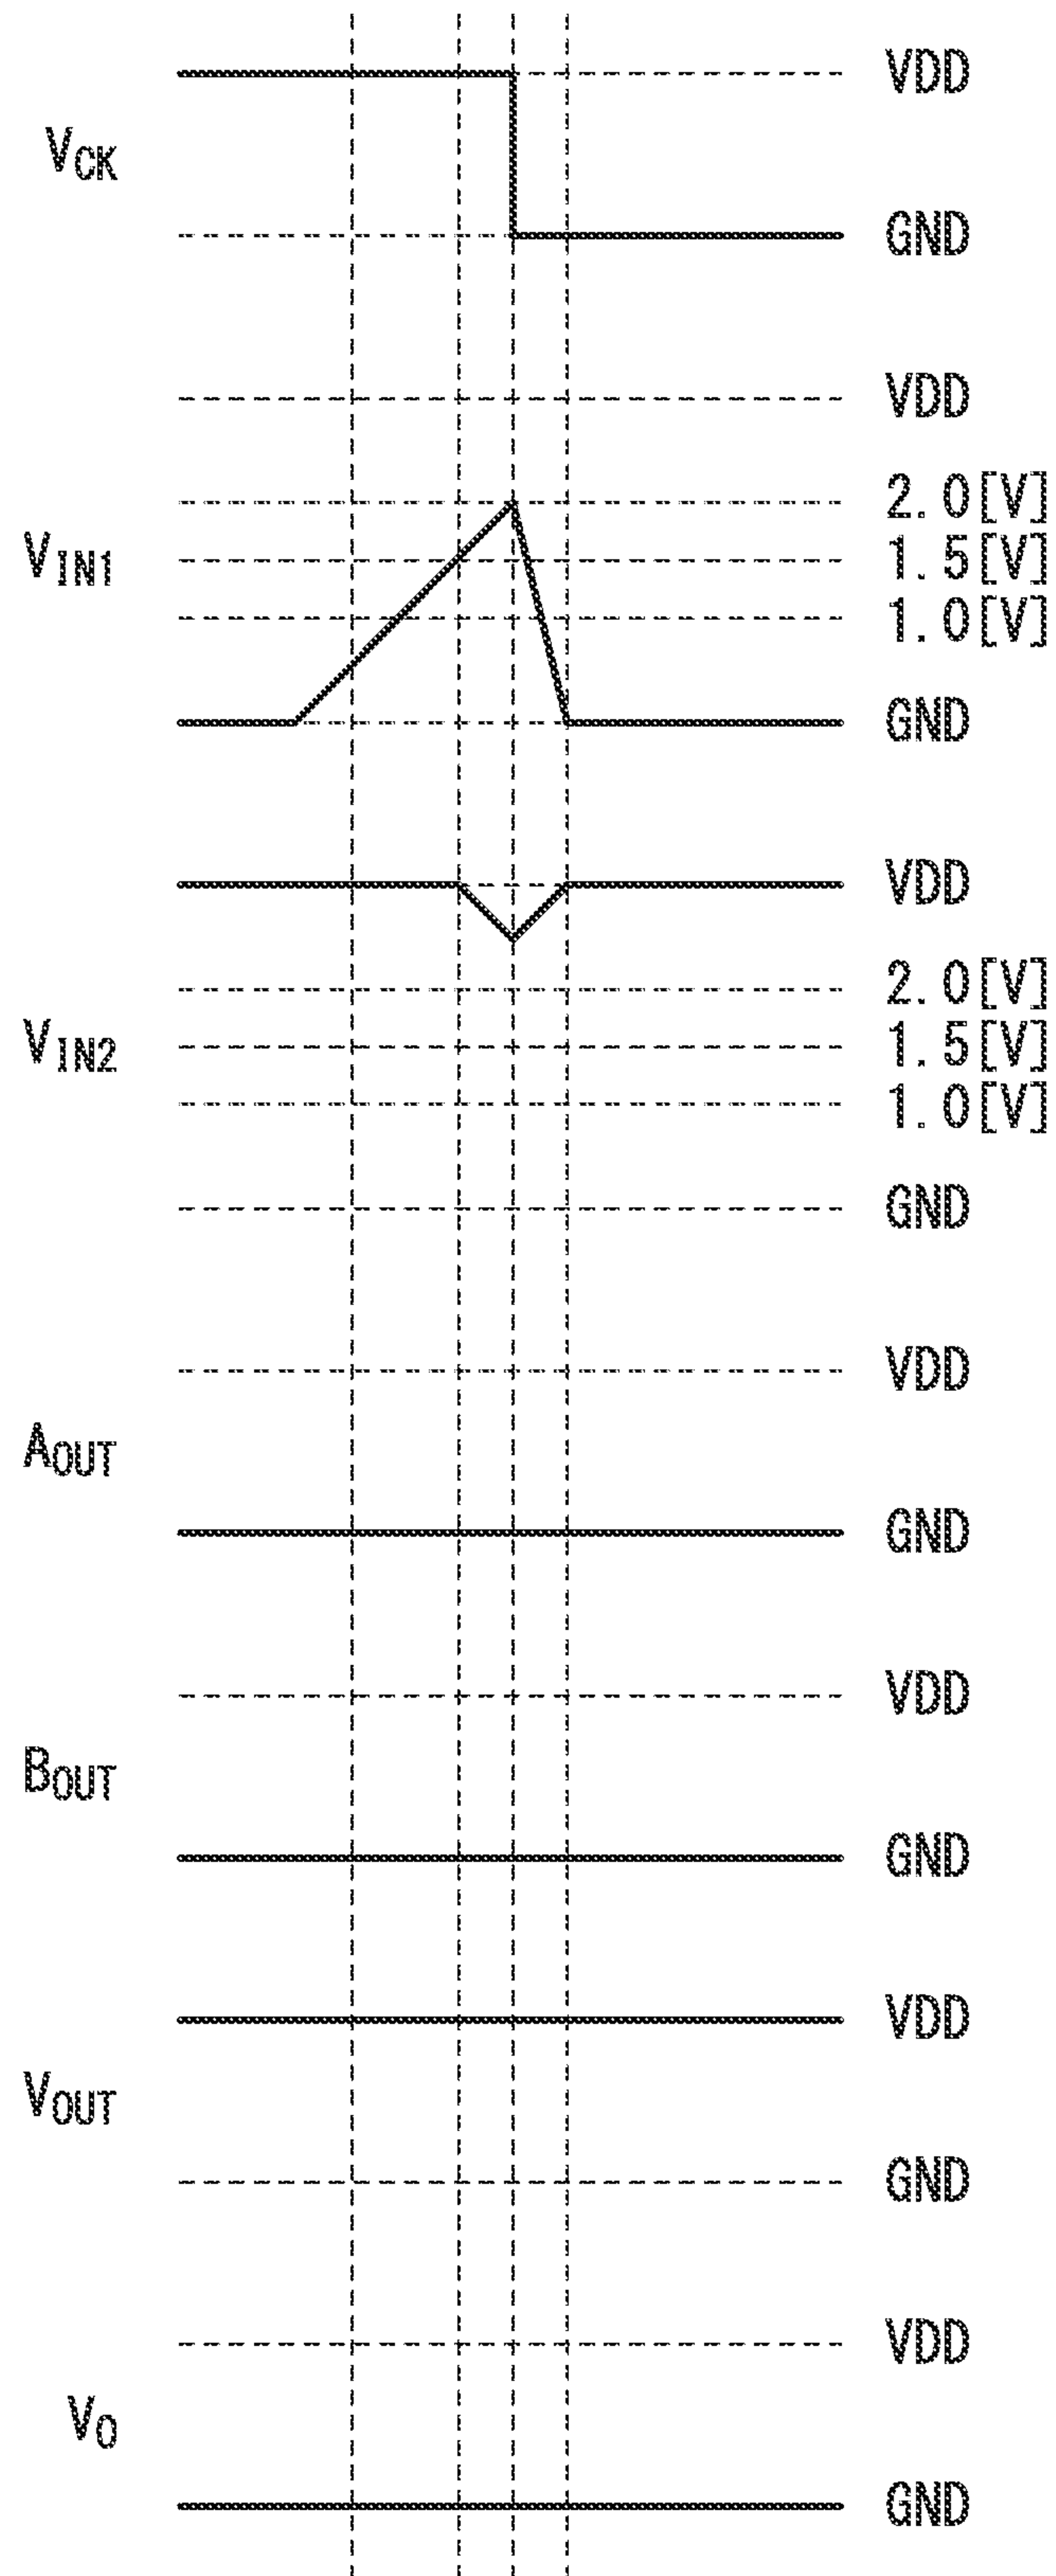 VDD
VCK
GND
VDD
2.0[V]
VIN1
1.5[V]
1.0[V]
GND
VDD
2.0[V]
VIN2
1.5[V]
1.0[V]
GND
VDD
AOUT
GND
VDD
BOUT
GND
VDD
VOUT
GND
VDD
VO
GND